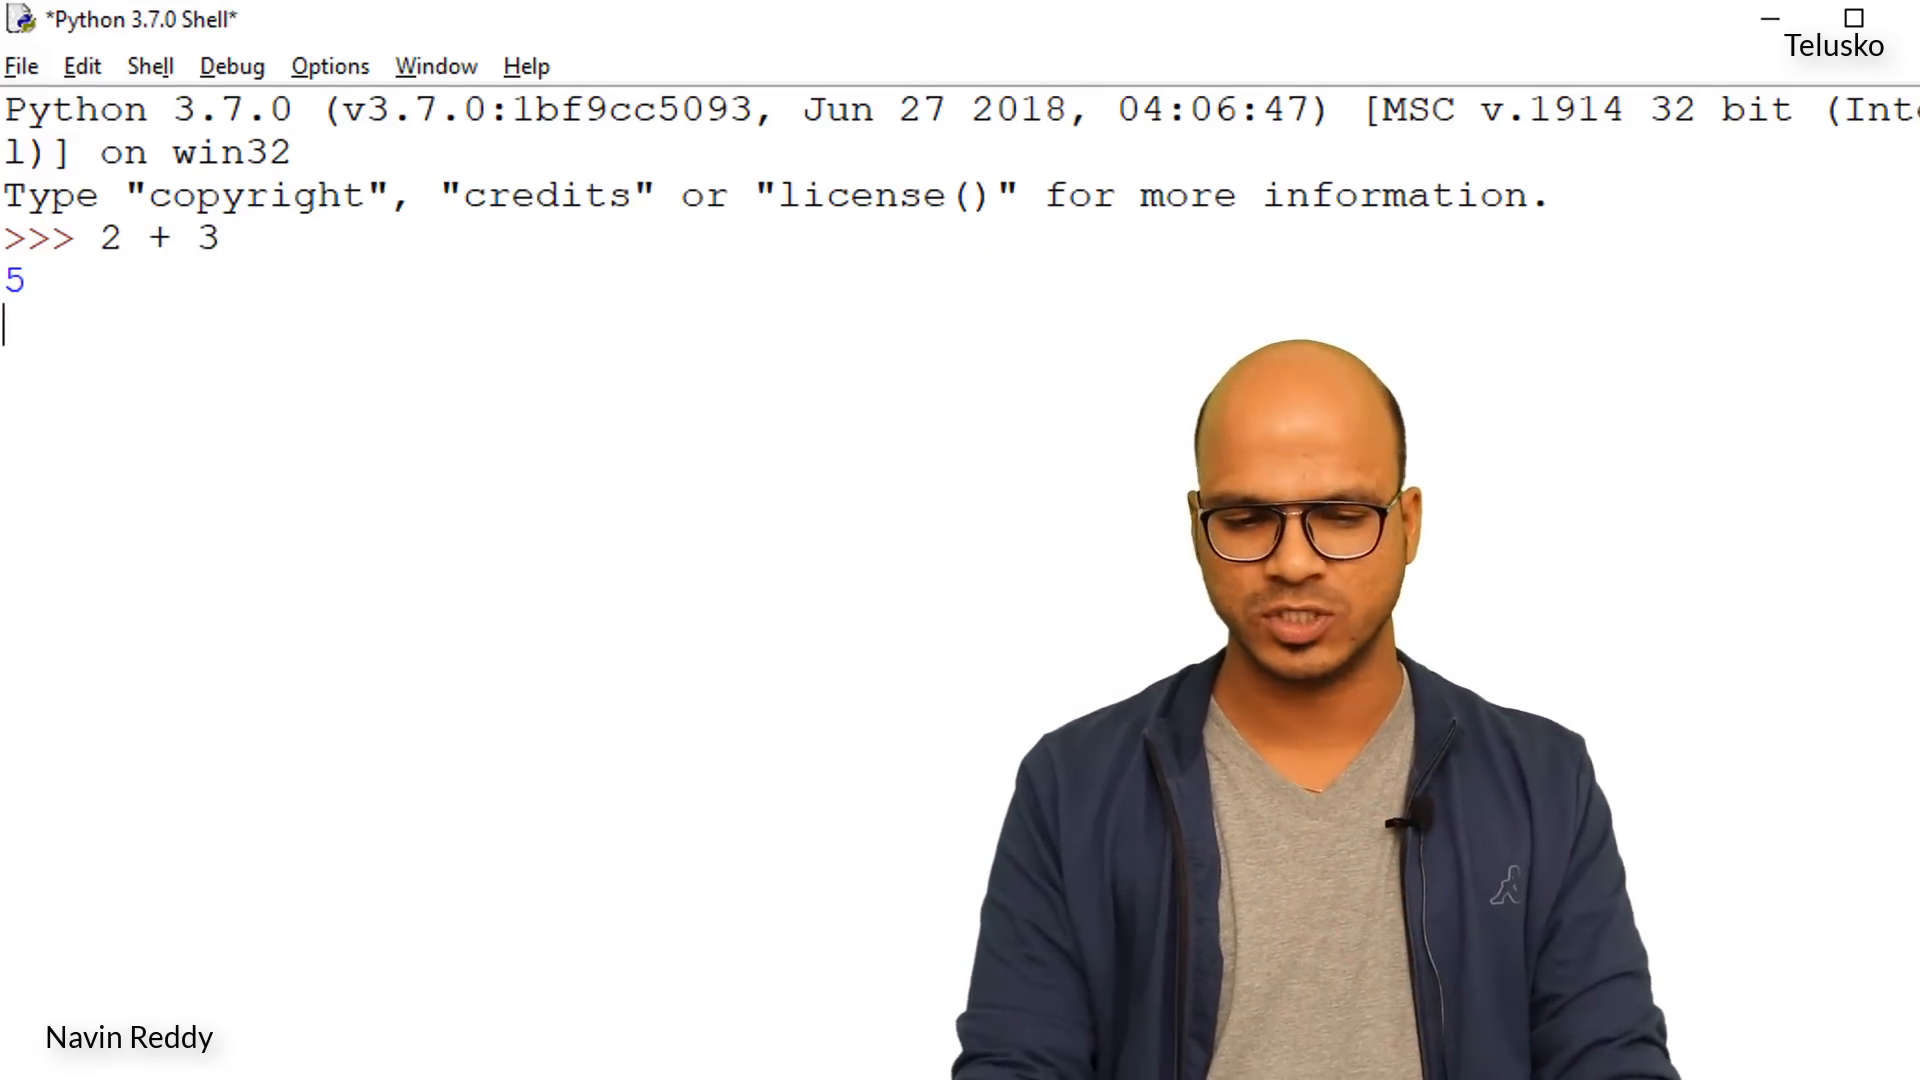 *Python 3.7.0 Shell*
Telusko
File Edit Shell Debug Options Window Help
Python 3.7.0 (v3.7.0:1bf9cc5093, Jun 27 2018, 04:06:47) [MSC v.1914 32 bit (Inte
l)] on win32
Type "copyright", "credits" or "license()" for more information.
>>> 2 + 3
5
Navin Reddy